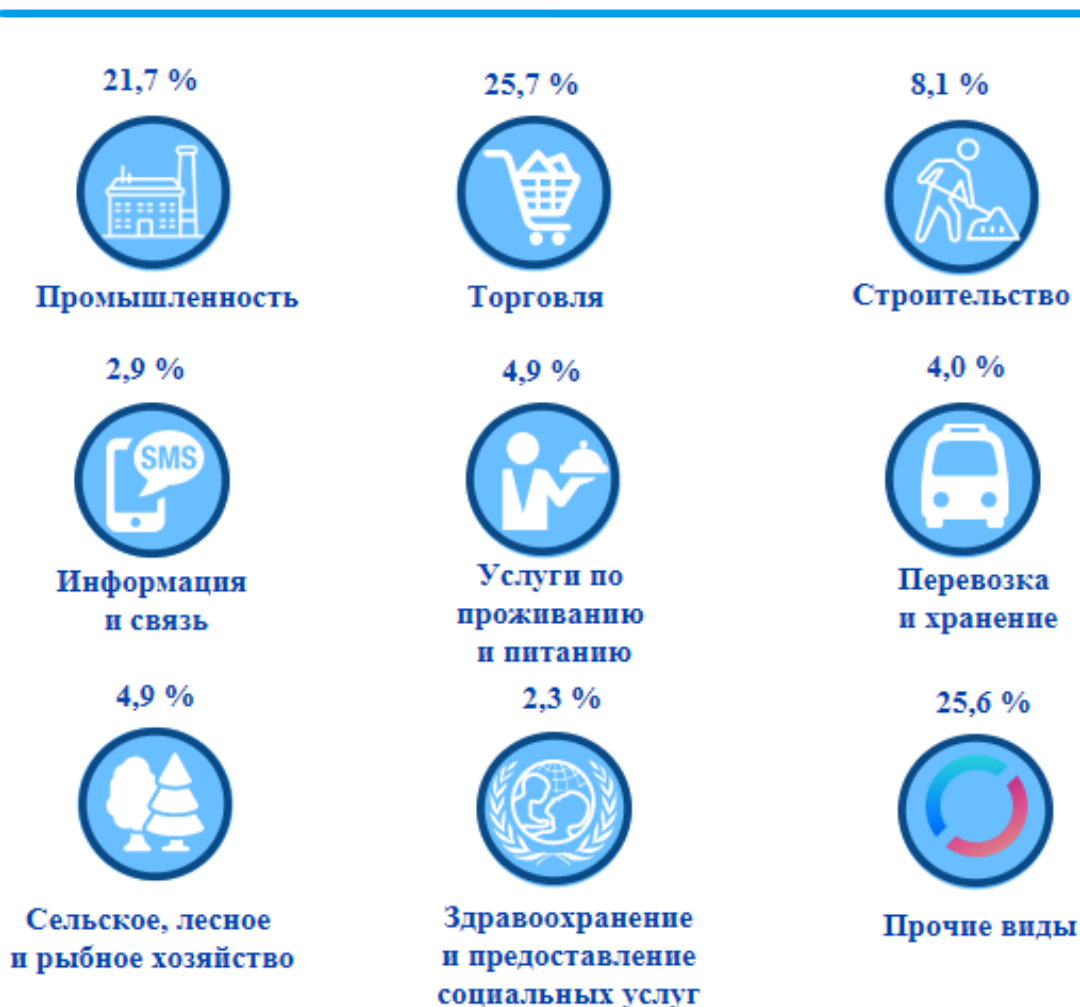 21,7 %
25,7 %
8,1 %
Промышленность
Торговля
Строительство
2,9 %
4,9 %
4,0 %
SMS
Информация
и связь
Услуги по
проживанию
и питанию
Перевозка
и хранение
4,9 %
2,3 %
25,6 %
Сельское, лесное
и рыбное хозяйство
Здравоохранение
и предоставление
социальных услуг
Прочие виды